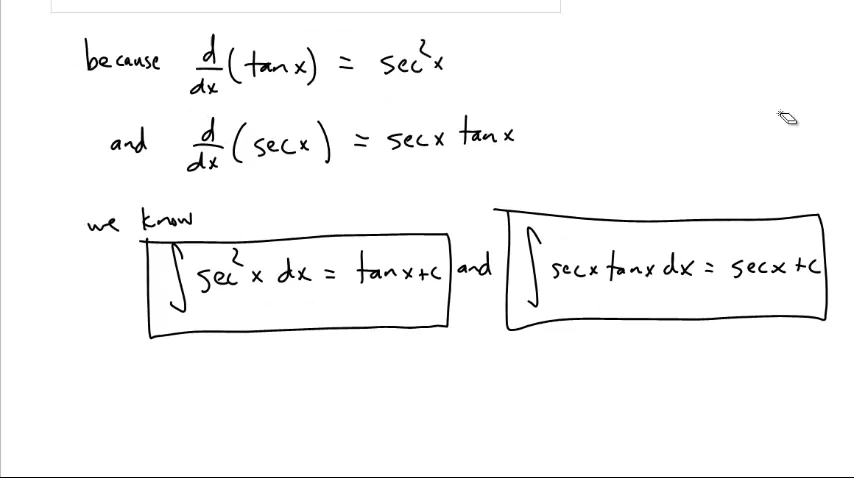 because d/dx (tan x) = sec²x
and d/dx (sec x) = sec x tan x
we know
∫ sec²x dx = tan x + c and ∫ sec x tan x dx = sec x + c